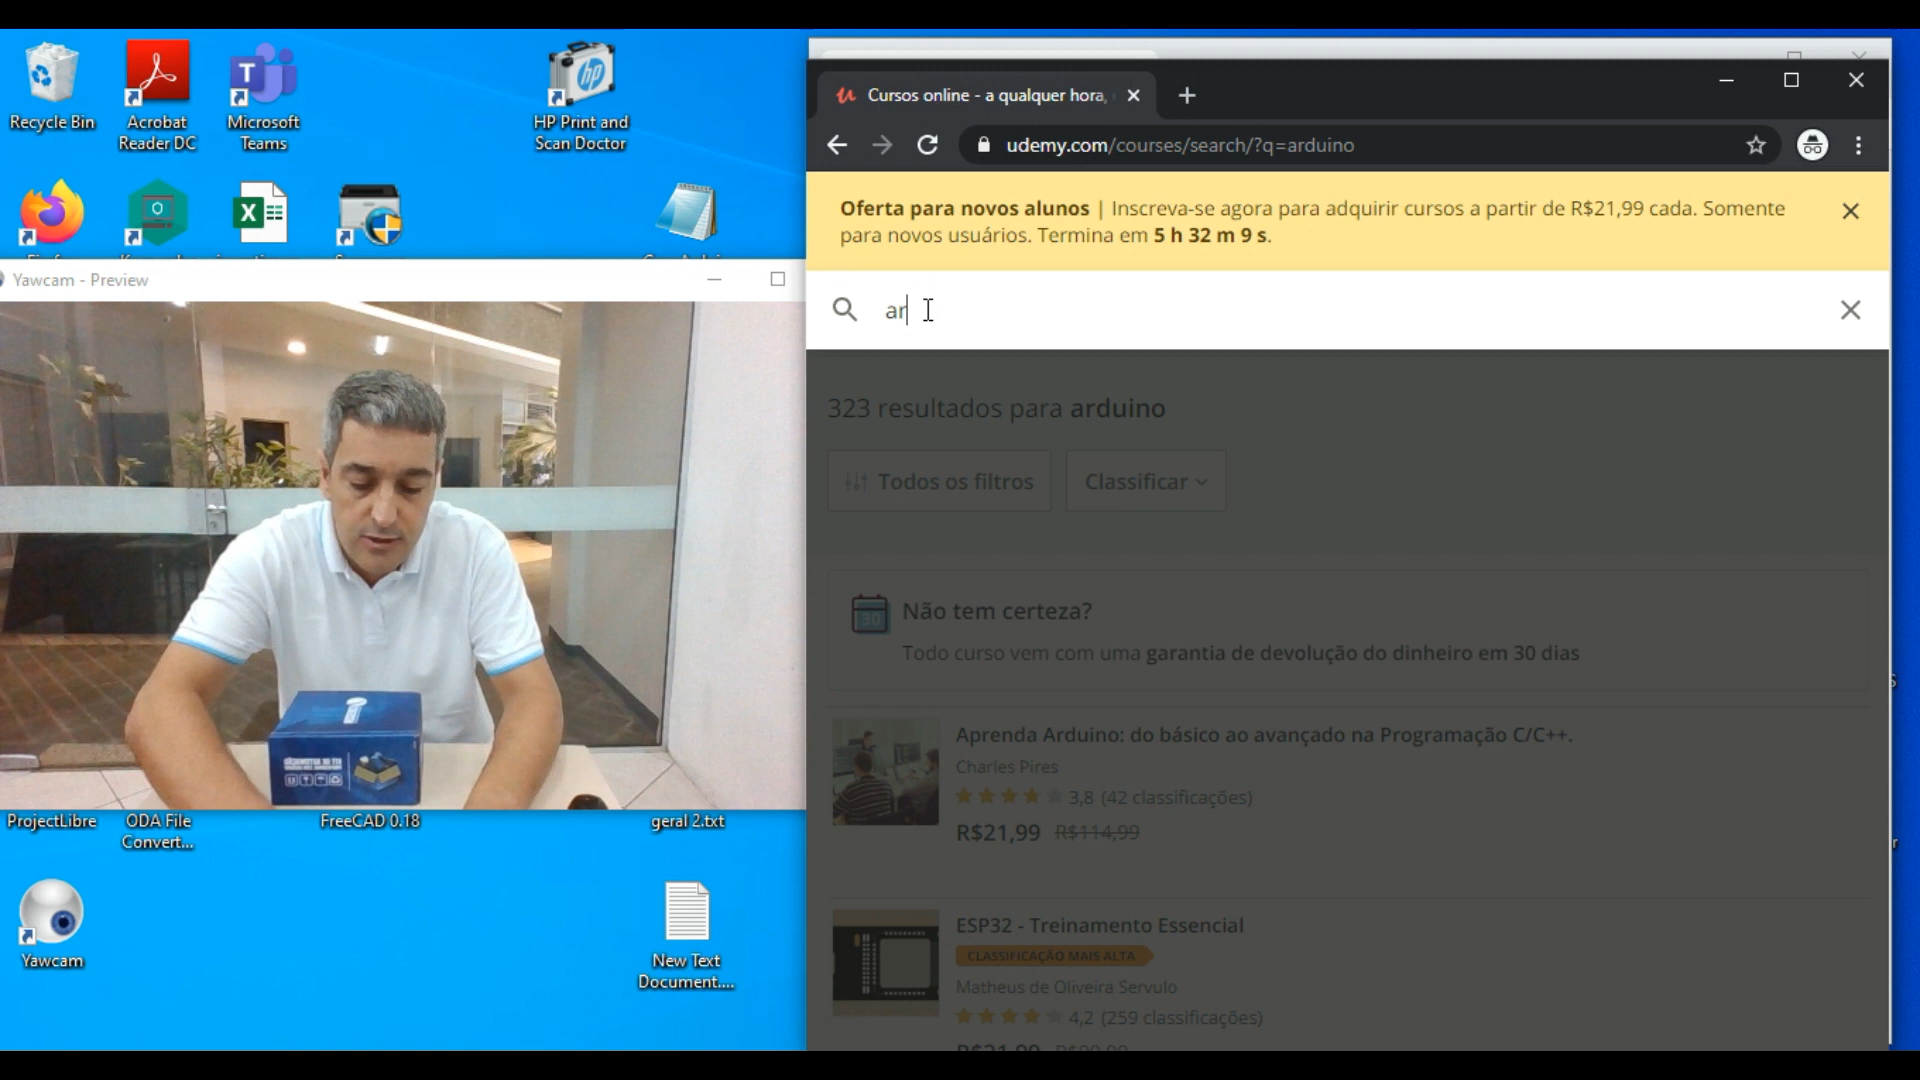 Recycle Bin
Acrobat
Reader DC
Microsoft
Teams
HP Print and
Scan Doctor
Yawcam - Preview
ProjectLibre
ODA File
Convert...
FreeCAD 0.18
geral 2.txt
Yawcam
New Text
Document....
Cursos online - a qualquer hora,
udemy.com/courses/search/?q=arduino
Oferta para novos alunos | Inscreva-se agora para adquirir cursos a partir de R$21,99 cada. Somente
para novos usuários. Termina em 5 h 32 m 9 s.
ar
323 resultados para arduino
Todos os filtros
Classificar
30
Não tem certeza?
Todo curso vem com uma garantia de devolução do dinheiro em 30 dias
Aprenda Arduino: do básico ao avançado na Programação C/C++.
Charles Pires
3,8 (42 classificações)
R$21,99 R$114,99
ESP32 - Treinamento Essencial
CLASSIFICAÇÃO MAIS ALTA
Matheus de Oliveira Servulo
4,2 (259 classificações)